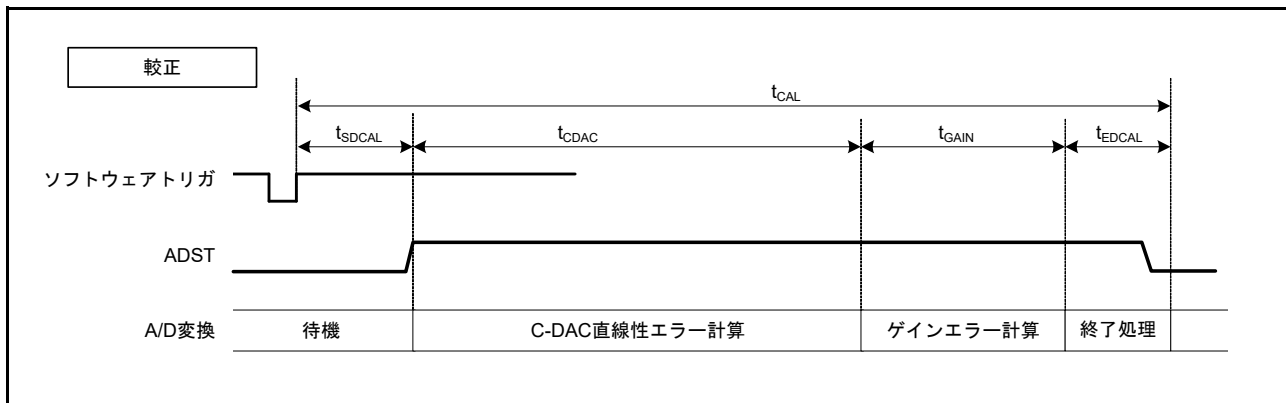 較正
tCAL
tSDCAL
tCDAC
tGAIN
tEDCAL
ソフトウェアトリガ
ADST
A/D変換
待機
C-DAC直線性エラー計算
ゲインエラー計算
終了処理